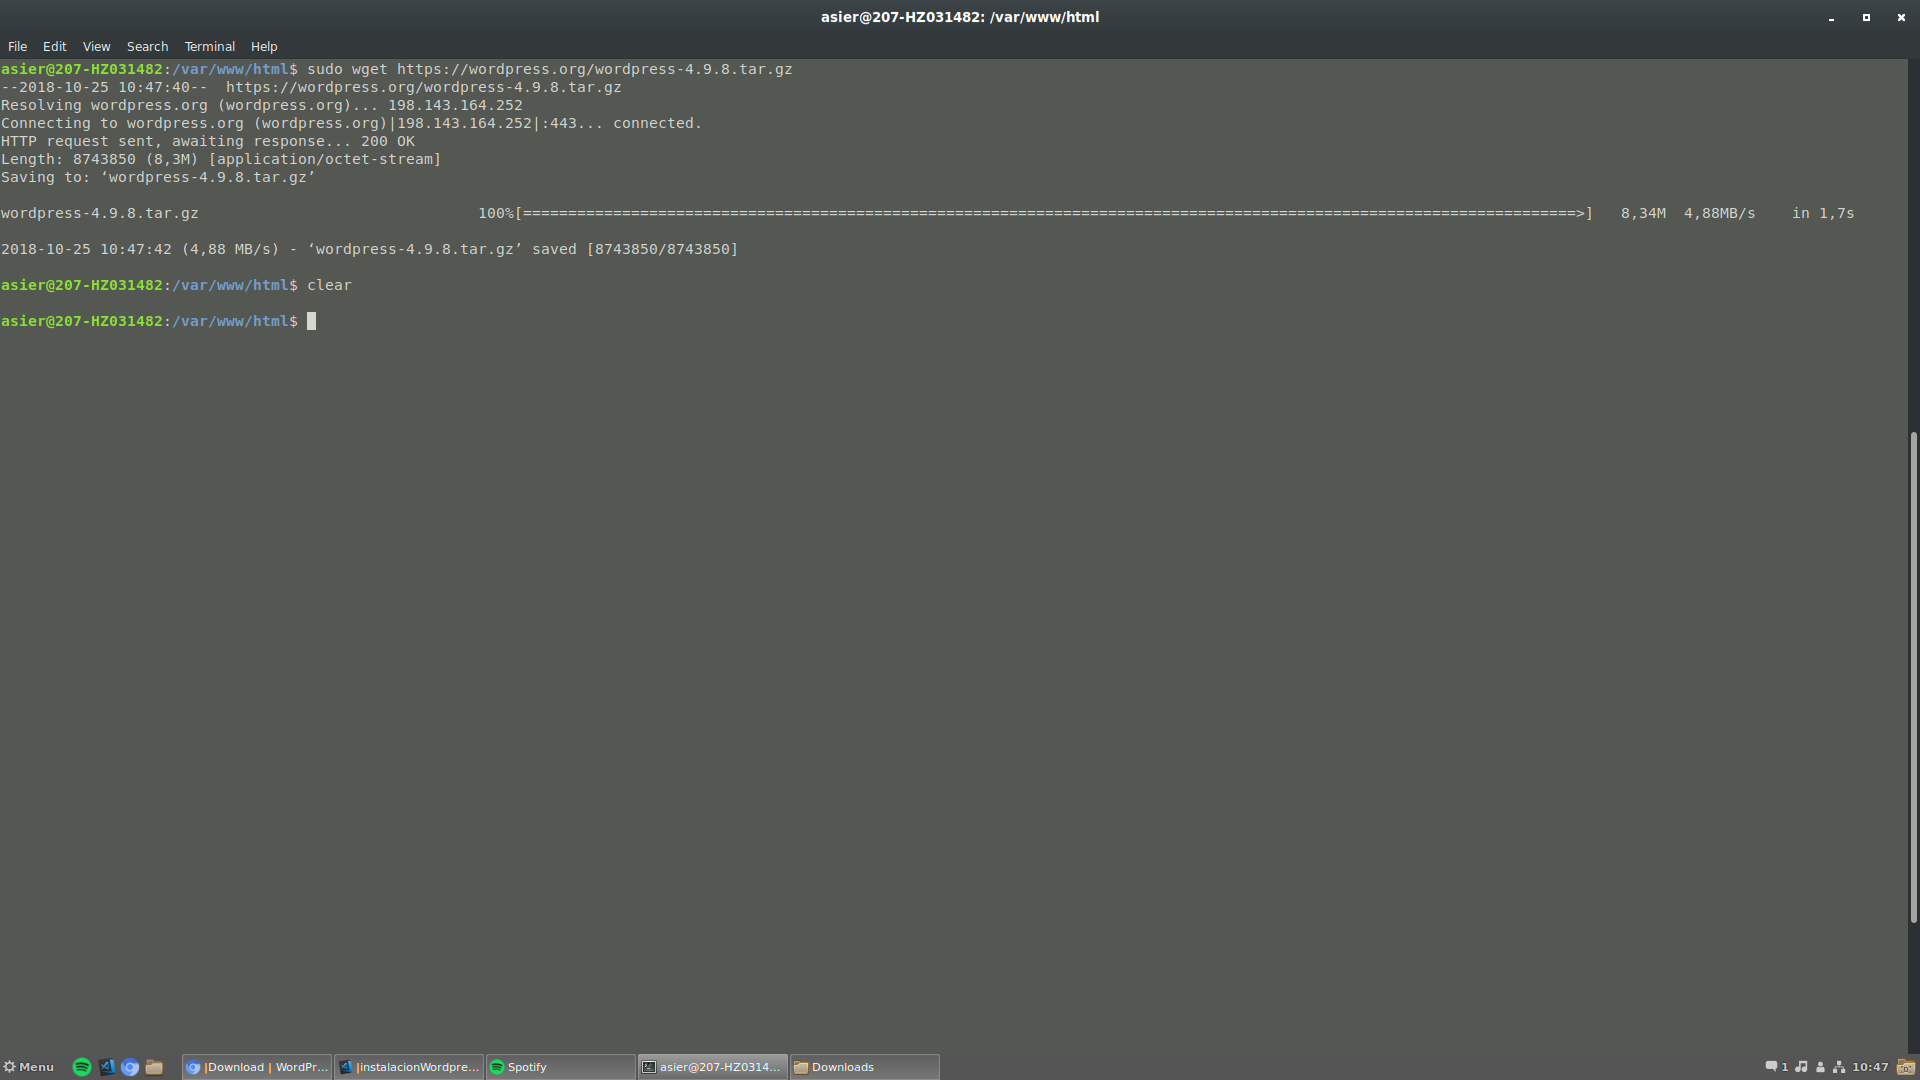 asier@207-HZ031482: /var/www/html
File Edit View Search Terminal Help
asier@207-HZ031482:/var/www/html$ sudo wget https://wordpress.org/wordpress-4.9.8.tar.gz
--2018-10-25 10:47:40--  https://wordpress.org/wordpress-4.9.8.tar.gz
Resolving wordpress.org (wordpress.org)... 198.143.164.252
Connecting to wordpress.org (wordpress.org)|198.143.164.252|:443... connected.
HTTP request sent, awaiting response... 200 OK
Length: 8743850 (8,3M) [application/octet-stream]
Saving to: ‘wordpress-4.9.8.tar.gz’
wordpress-4.9.8.tar.gz 100%[=====================================================================================================================>] 8,34M 4,88MB/s in 1,7s
2018-10-25 10:47:42 (4,88 MB/s) - ‘wordpress-4.9.8.tar.gz’ saved [8743850/8743850]
asier@207-HZ031482:/var/www/html$ clear
asier@207-HZ031482:/var/www/html$
Menu |Download | WordPr... |instalacionWordpre... Spotify asier@207-HZ0314... Downloads 1 10:47